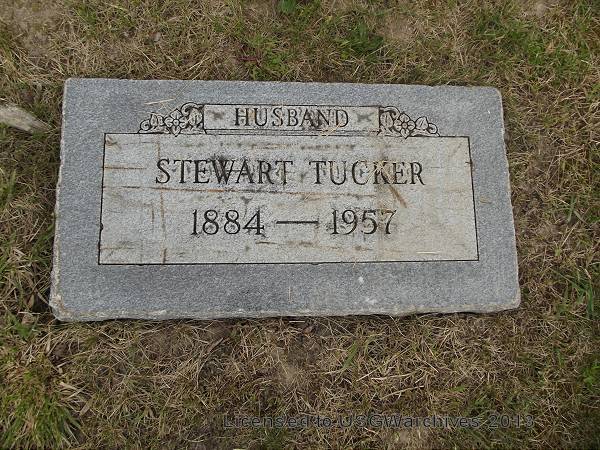 HUSBAND
STEWART TUCKER
1884 — 1957
Licensed to USGWarchives 2013